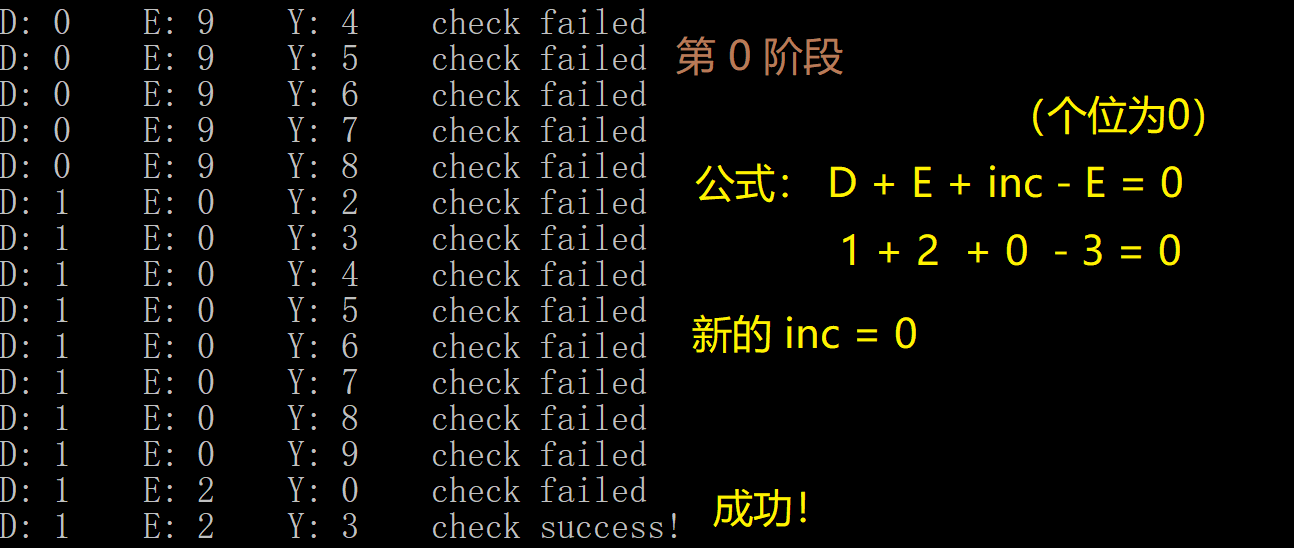 D: 0 E: 9 Y: 4 check failed
D: 0 E: 9 Y: 5 check failed
D: 0 E: 9 Y: 6 check failed
D: 0 E: 9 Y: 7 check failed
D: 0 E: 9 Y: 8 check failed
D: 1 E: 0 Y: 2 check failed
D: 1 E: 0 Y: 3 check failed
D: 1 E: 0 Y: 4 check failed
D: 1 E: 0 Y: 5 check failed
D: 1 E: 0 Y: 6 check failed
D: 1 E: 0 Y: 7 check failed
D: 1 E: 0 Y: 8 check failed
D: 1 E: 0 Y: 9 check failed
D: 1 E: 2 Y: 0 check failed
D: 1 E: 2 Y: 3 check success!
第 0 阶段
(个位为0)
公式: D + E + inc - E = 0
1 + 2 + 0 - 3 = 0
新的 inc = 0
成功!